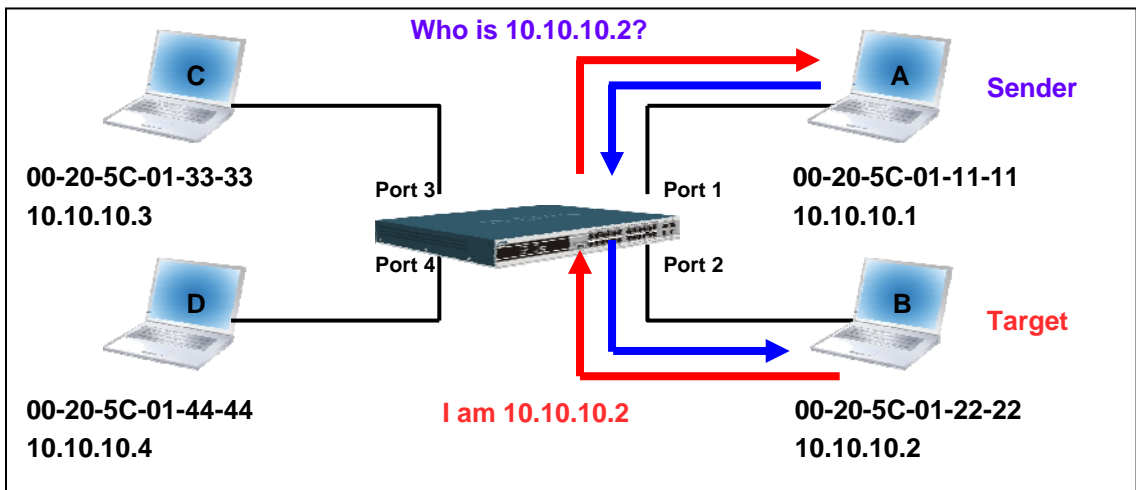 Who is 10.10.10.2?
C
A
Sender
00-20-5C-01-33-33
10.10.10.3
Port 3
Port 1
00-20-5C-01-11-11
10.10.10.1
Port 4
Port 2
D
B
Target
00-20-5C-01-44-44
10.10.10.4
I am 10.10.10.2
00-20-5C-01-22-22
10.10.10.2